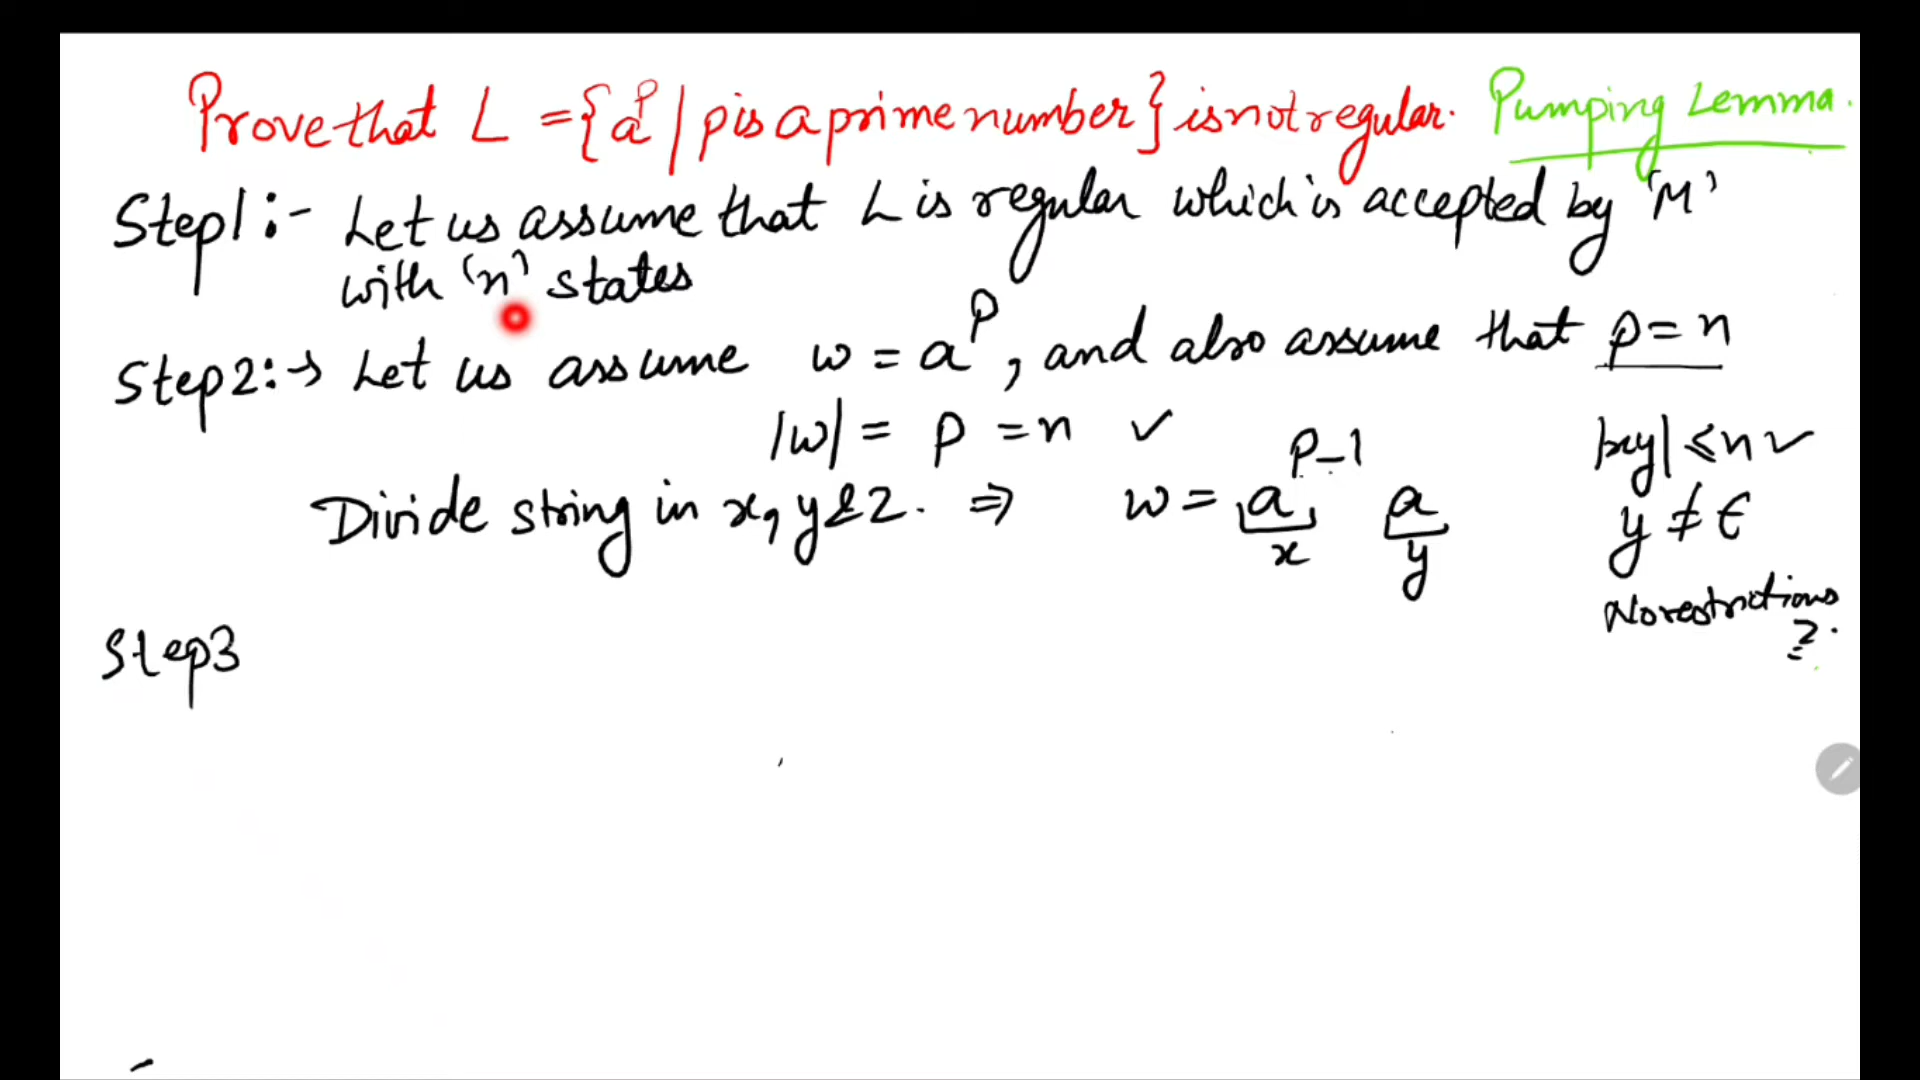 Prove that L = {a^p / p is a prime number} is not regular. Pumping Lemma.
Step1:- Let us assume that L is regular which is accepted by 'M'
with 'n' states
Step2:→ Let us assume w = a^p, and also assume that p = n
|w| = p = n ✓ |xy| ≤ n ✓
Divide string in x, y & z. ⇒ w = a^(p-1) a y ≠ ϵ
x y
No restrictions
z.
Step3